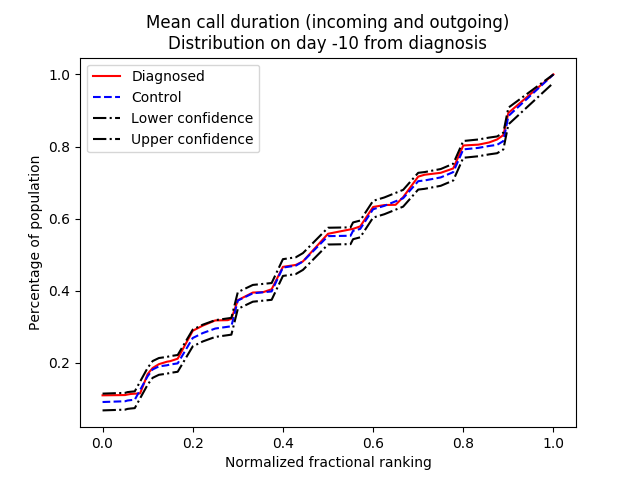 Mean call duration (incoming and outgoing)
Distribution on day -10 from diagnosis
Diagnosed
Control
Lower confidence
Upper confidence
Percentage of population
1.0
0.8
0.6
0.4
0.2
0.0 0.2 0.4 0.6 0.8 1.0
Normalized fractional ranking